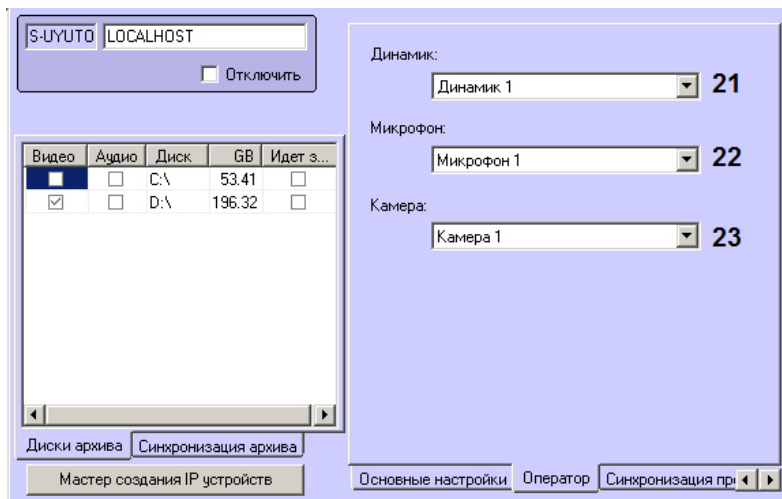 S-UYUTO LOCALHOST
Отключить
Видео Аудио Диск GB Идет з...
C:\ 53.41
D:\ 196.32
Диски архива Синхронизация архива
Мастер создания IP устройств
Динамик:
Динамик 1 21
Микрофон:
Микрофон 1 22
Камера:
Камера 1 23
Основные настройки Оператор Синхронизация пр